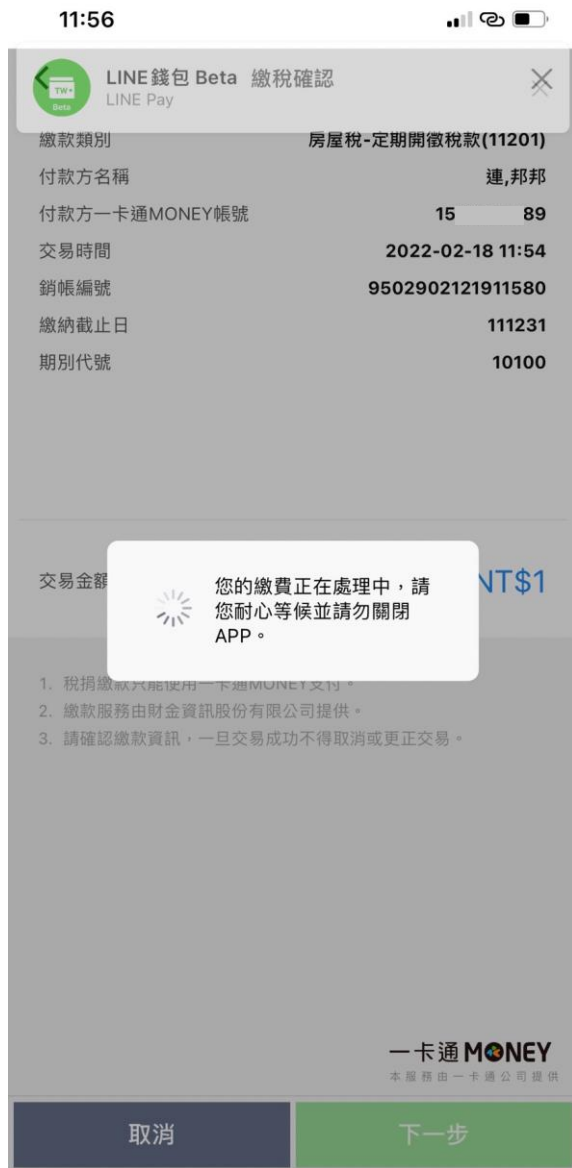 11:56
LINE錢包 Beta 繳稅確認
TW+
Beta
LINE Pay
繳款類別 房屋稅-定期開徵稅款(11201)
付款方名稱 連,邦邦
付款方一卡通MONEY帳號 15 89
交易時間 2022-02-18 11:54
銷帳編號 9502902121911580
繳納截止日 111231
期別代號 10100
交易金額 NT$1
您的繳費正在處理中，請
您耐心等候並請勿關閉
APP。
1. 稅捐繳款只能使用一卡通MONEY支付。
2. 繳款服務由財金資訊股份有限公司提供。
3. 請確認繳款資訊，一旦交易成功不得取消或更正交易。
一卡通 MONEY
本服務由一卡通公司提供
取消 下一步